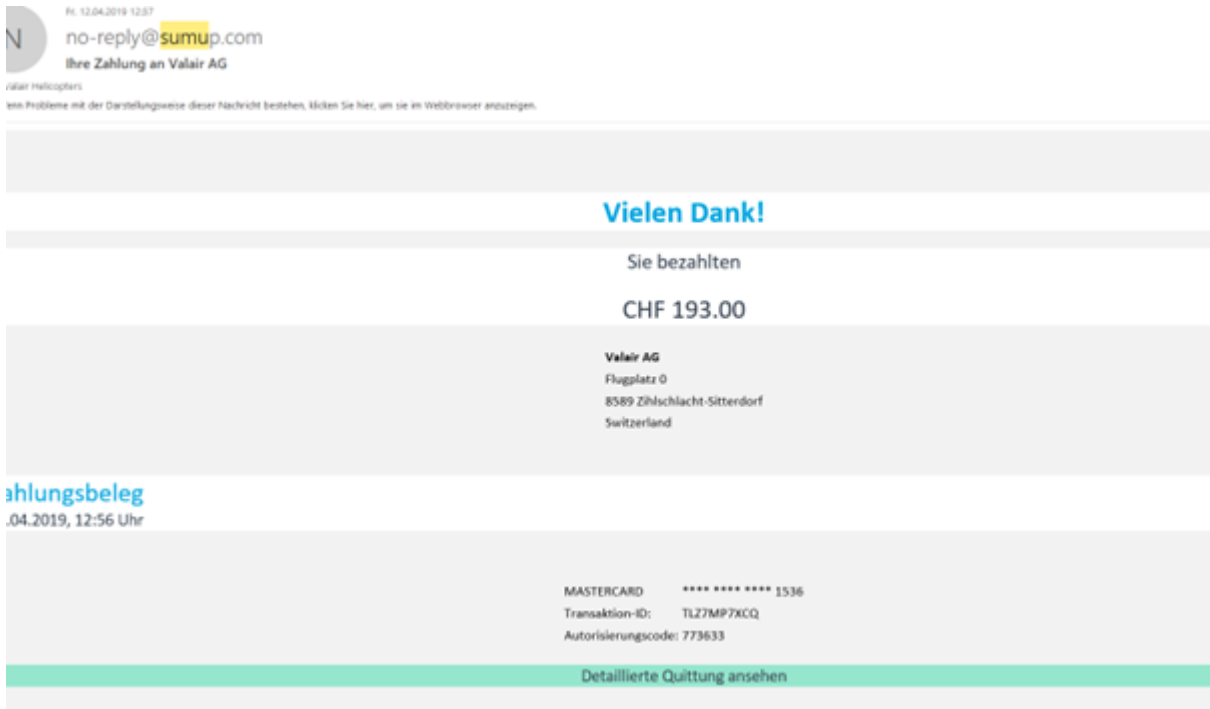 Fr. 12.04.2019 12:57
N
no-reply@sumup.com
Ihre Zahlung an Valair AG
Valair Helicopters
enn Probleme mit der Darstellungsweise dieser Nachricht bestehen, klicken Sie hier, um sie im Webbrowser anzuzeigen.
Vielen Dank!
Sie bezahlten
CHF 193.00
Valair AG
Flugplatz 0
8589 Zihlschlacht-Sitterdorf
Switzerland
ahlungsbeleg
.04.2019, 12:56 Uhr
MASTERCARD **** **** **** 1536
Transaktion-ID: TLZ7MP7XCQ
Autorisierungscode: 773633
Detaillierte Quittung ansehen